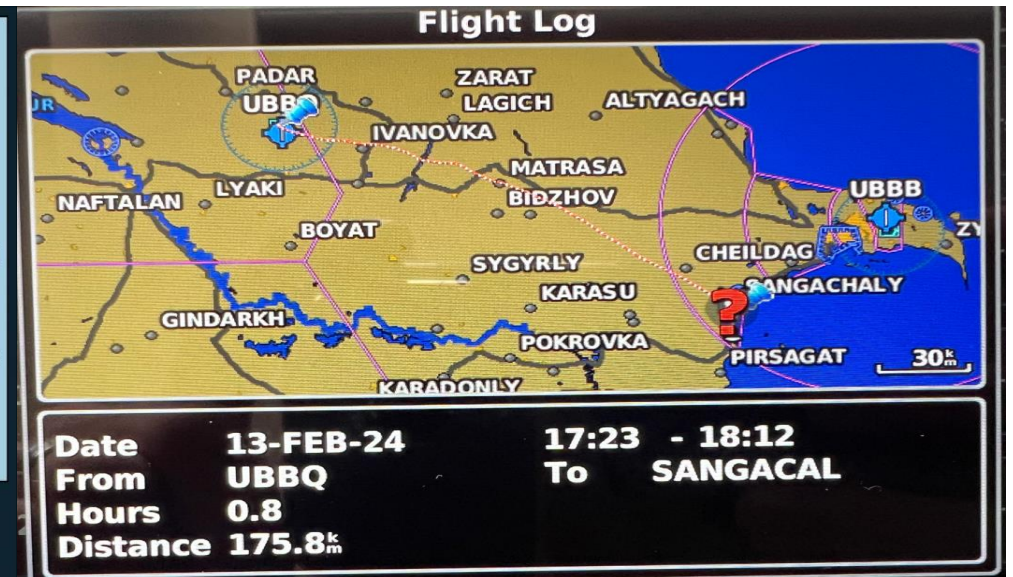 Flight Log
PADAR
ZARAT
UBBQ
LAGICH
ALTYAGACH
IVANOVKA
MATRASA
LYAKI
BIDZHOV
UBBB
NAFTALAN
BOYAT
CHEILDAG
SYGYRLY
SANGACHALY
KARASU
?
GINDARKH
POKROVKA
PIRSAGAT
30km
KARADONLY
Date 13-FEB-24 17:23 - 18:12
From UBBQ To SANGACAL
Hours 0.8
Distance 175.8km